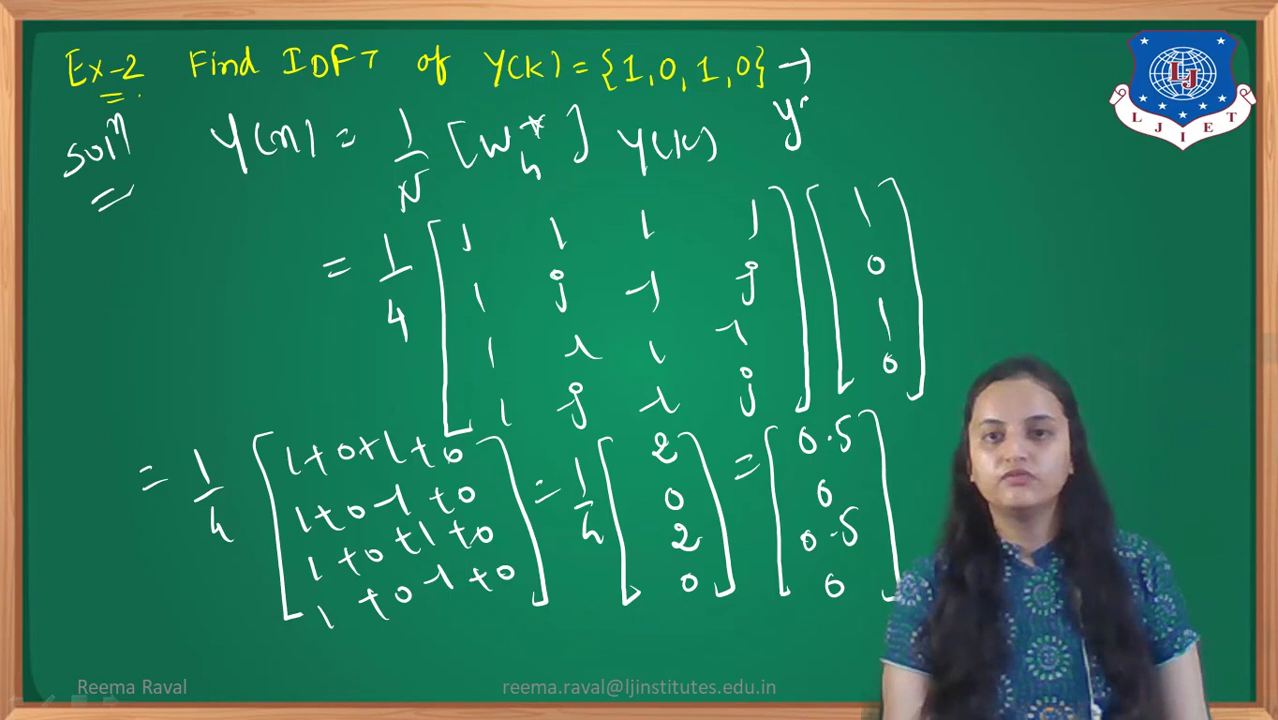 Ex-2 Find IDFT of Y(K) = {1, 0, 1, 0} →
Solⁿ y(n) = 1/N [W*₄] Y(K) y
= 1/4 [1 1 1 1] [1]
[1 j -1 -j] [0]
[1 -1 1 -1] [1]
[1 -j -1 j] [0]
= 1/4 [1+0+1+0] = 1/4 [2] = [0.5]
[1+0-1+0] [0] [0]
[1+0+1+0] [2] [0.5]
[1+0-1+0] [0] [0]
LJ
LJIET
Reema Raval reema.raval@ljinstitutes.edu.in